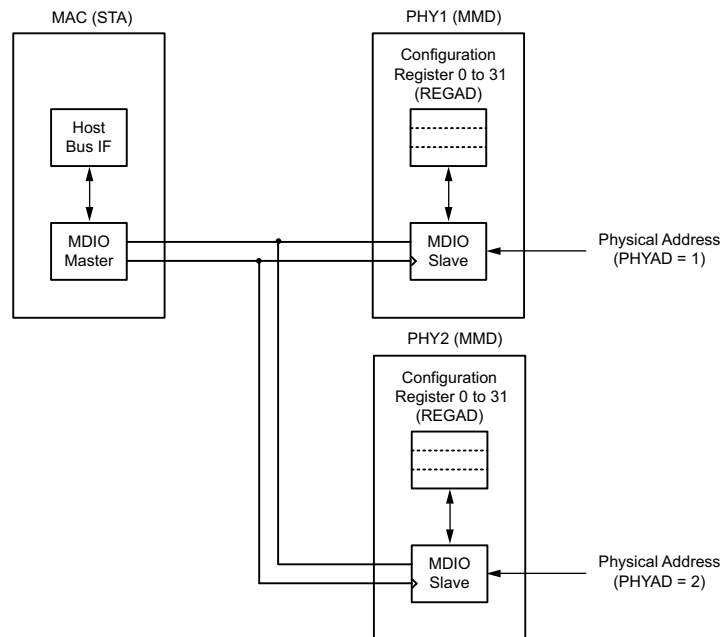 MAC (STA)
Host
Bus IF
MDIO
Master
PHY1 (MMD)
Configuration
Register 0 to 31
(REGAD)
MDIO
Slave
Physical Address
(PHYAD = 1)
PHY2 (MMD)
Configuration
Register 0 to 31
(REGAD)
MDIO
Slave
Physical Address
(PHYAD = 2)